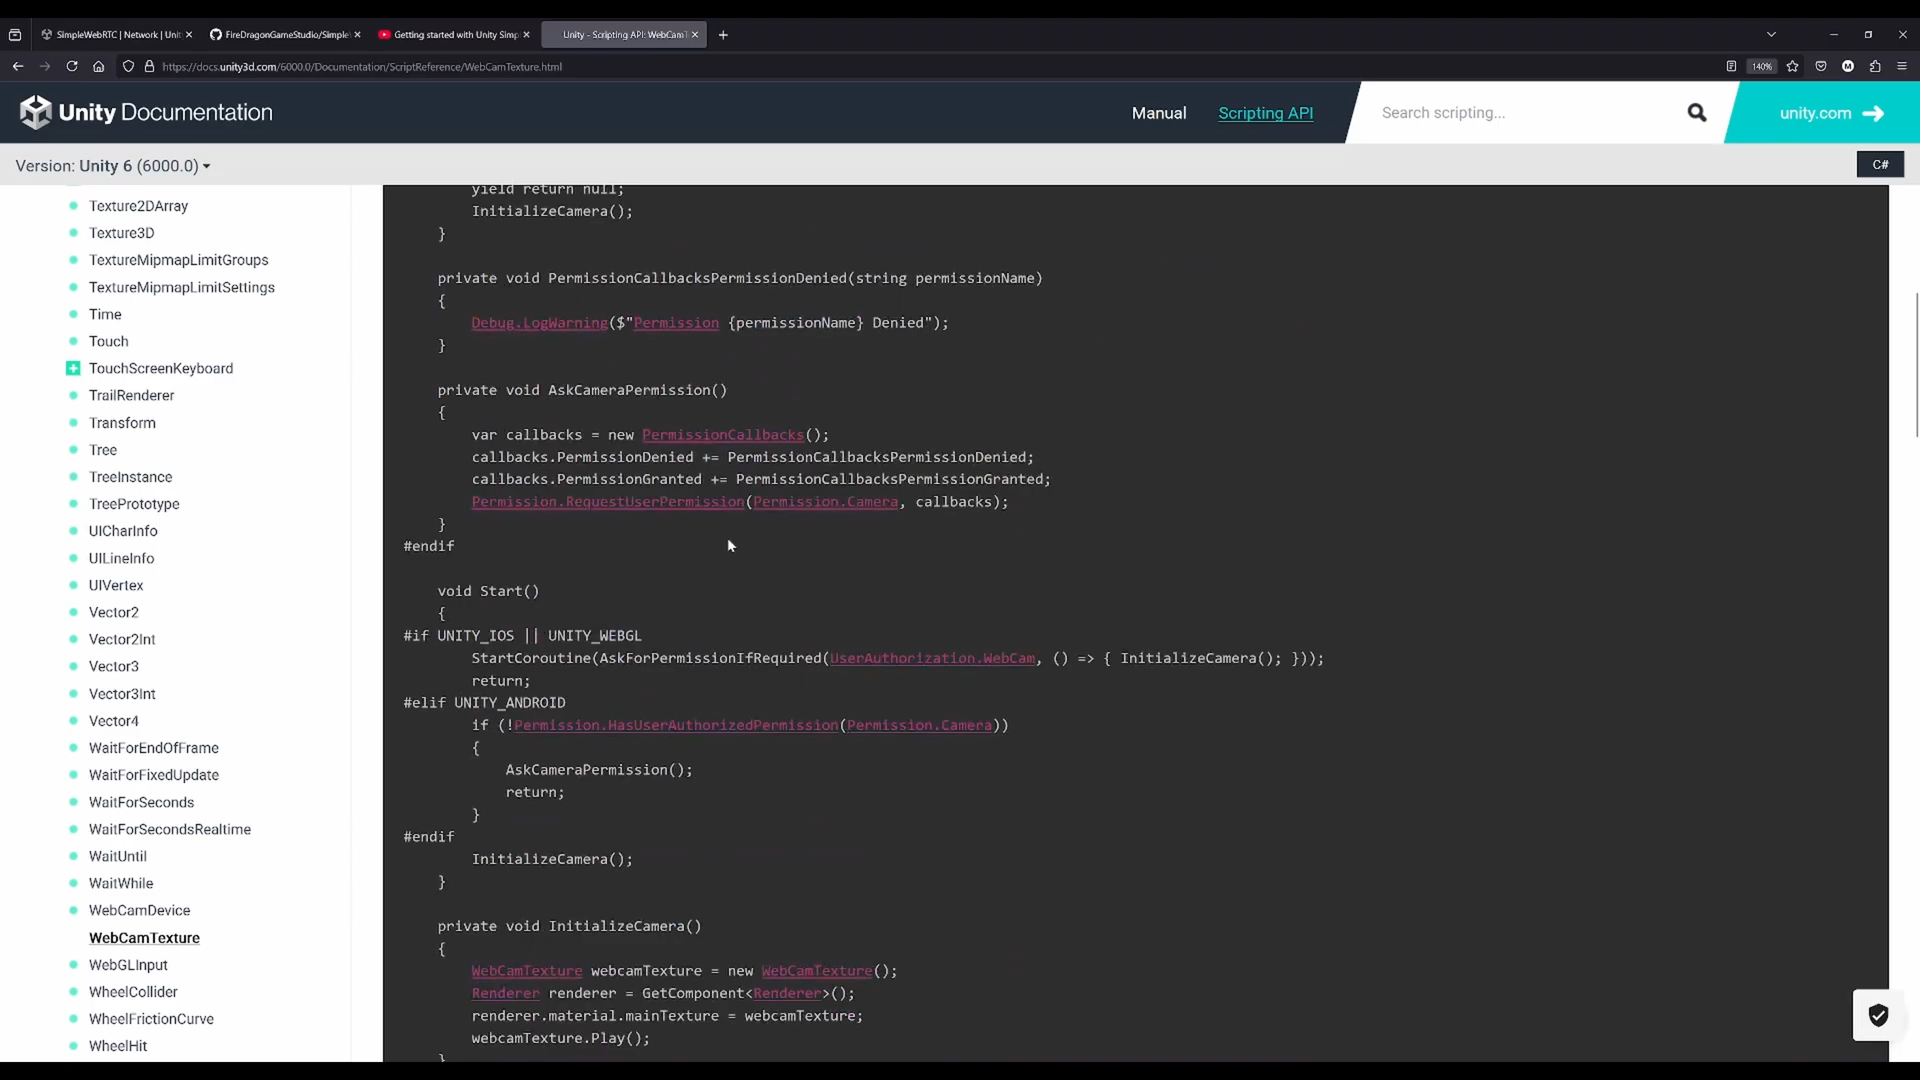 SimpleWebRTC | Network | Unit
FireDragonGameStudio/Simple
Getting started with Unity Simp
Unity - Scripting API: WebCamT
https://docs.unity3d.com/6000.0/Documentation/ScriptReference/WebCamTexture.html
140%
M
Unity Documentation
Manual
Scripting API
Search scripting...
unity.com
Version: Unity 6 (6000.0)
C#
Texture2DArray
Texture3D
TextureMipmapLimitGroups
TextureMipmapLimitSettings
Time
Touch
TouchScreenKeyboard
TrailRenderer
Transform
Tree
TreeInstance
TreePrototype
UICharInfo
UILineInfo
UIVertex
Vector2
Vector2Int
Vector3
Vector3Int
Vector4
WaitForEndOfFrame
WaitForFixedUpdate
WaitForSeconds
WaitForSecondsRealtime
WaitUntil
WaitWhile
WebCamDevice
WebCamTexture
WebGLInput
WheelCollider
WheelFrictionCurve
WheelHit
yield return null;
InitializeCamera();
}
private void PermissionCallbacksPermissionDenied(string permissionName)
{
Debug.LogWarning($"Permission {permissionName} Denied");
}
private void AskCameraPermission()
{
var callbacks = new PermissionCallbacks();
callbacks.PermissionDenied += PermissionCallbacksPermissionDenied;
callbacks.PermissionGranted += PermissionCallbacksPermissionGranted;
Permission.RequestUserPermission(Permission.Camera, callbacks);
}
#endif
void Start()
{
#if UNITY_IOS || UNITY_WEBGL
StartCoroutine(AskForPermissionIfRequired(UserAuthorization.WebCam, () => { InitializeCamera(); }));
return;
#elif UNITY_ANDROID
if (!Permission.HasUserAuthorizedPermission(Permission.Camera))
{
AskCameraPermission();
return;
}
#endif
InitializeCamera();
}
private void InitializeCamera()
{
WebCamTexture webcamTexture = new WebCamTexture();
Renderer renderer = GetComponent<Renderer>();
renderer.material.mainTexture = webcamTexture;
webcamTexture.Play();
}